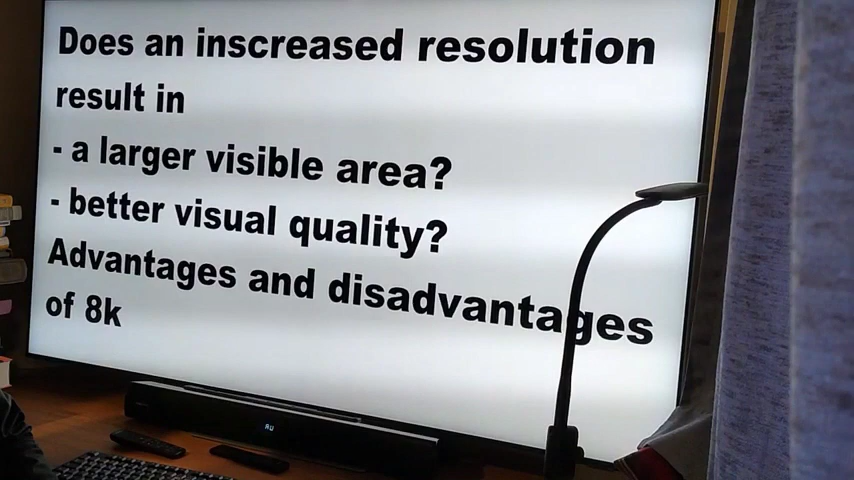 Does an inscreased resolution
result in
- a larger visible area?
- better visual quality?
Advantages and disadvantages
of 8k